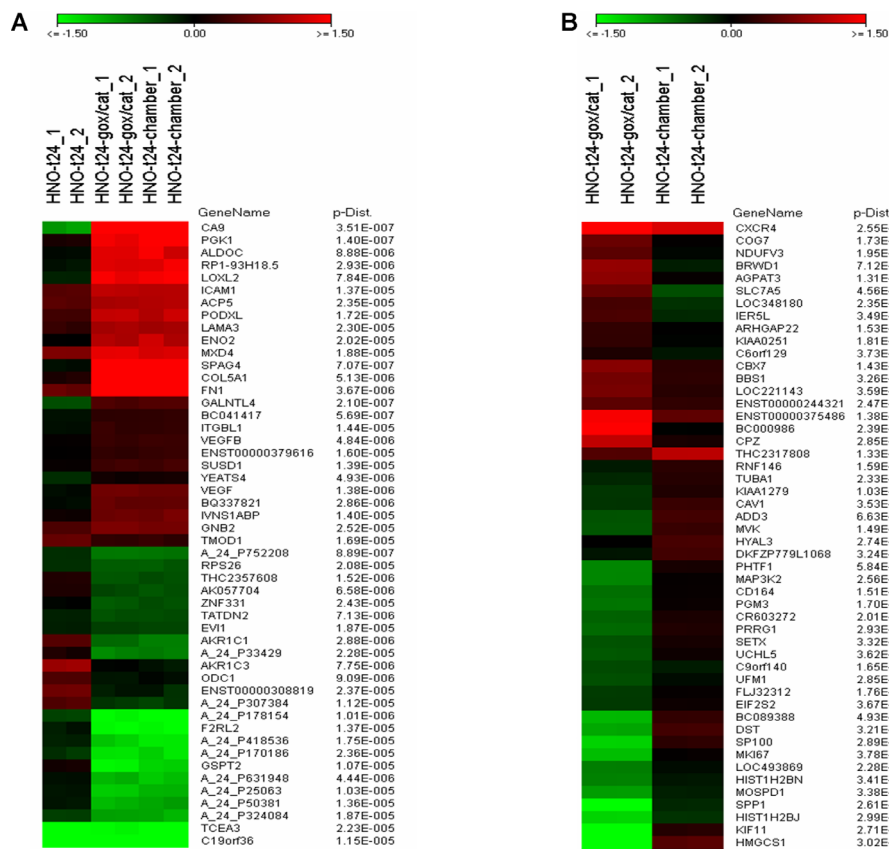 A
<= -1.50 0.00 >= 1.50
HNO-t24_1
HNO-t24_2
HNO-t24-gox/cat_1
HNO-t24-gox/cat_2
HNO-t24-chamber_1
HNO-t24-chamber_2
GeneName p-Dist.
CA9 3.51E-007
PGK1 1.40E-007
ALDOC 8.88E-006
RP1-93H18.5 2.93E-006
LOXL2 7.84E-006
ICAM1 1.37E-005
ACP5 2.35E-005
PODXL 1.72E-005
LAMA3 2.30E-005
ENO2 2.02E-005
MXD4 1.88E-005
SPAG4 7.07E-007
COL5A1 5.13E-006
FN1 3.67E-006
GALNTL4 2.10E-007
BC041417 5.69E-007
ITGBL1 1.44E-005
VEGFB 4.84E-006
ENST00000379616 1.60E-005
SUSD1 1.39E-005
YEATS4 4.93E-006
VEGF 1.38E-006
BQ337821 2.86E-006
IVNS1ABP 1.40E-005
GNB2 2.52E-005
TMOD1 1.69E-005
A_24_P752208 8.89E-007
RPS26 2.08E-005
THC2357608 1.52E-006
AK057704 6.58E-006
ZNF331 2.43E-005
TATDN2 7.13E-006
EVI1 1.87E-005
AKR1C1 2.88E-006
A_24_P33429 2.28E-005
AKR1C3 7.75E-006
ODC1 9.09E-006
ENST00000308819 2.37E-005
A_24_P307384 1.12E-005
A_24_P178154 1.01E-006
F2RL2 1.37E-005
A_24_P418536 1.75E-005
A_24_P170186 2.36E-005
GSPT2 1.07E-005
A_24_P631948 4.44E-006
A_24_P25063 1.03E-005
A_24_P50381 1.36E-005
A_24_P324084 1.87E-005
TCEA3 2.23E-005
C19orf36 1.15E-005
B
<= -1.50 0.00 >= 1.50
HNO-t24-gox/cat_1
HNO-t24-gox/cat_2
HNO-t24-chamber_1
HNO-t24-chamber_2
GeneName p-Dist
CXCR4 2.55E
COG7 1.73E
NDUFV3 1.95E
BRWD1 7.12E
AGPAT3 1.31E
SLC7A5 4.56E
LOC348180 2.35E
IER5L 3.49E
ARHGAP22 1.53E
KIAA0251 1.81E
C6orf129 3.73E
CBX7 1.43E
BBS1 3.26E
LOC221143 3.59E
ENST00000244321 2.47E
ENST00000375486 1.38E
BC000986 2.39E
CPZ 2.85E
THC2317808 1.33E
RNF146 1.59E
TUBA1 2.33E
KIAA1279 1.03E
CAV1 3.53E
ADD3 6.63E
MVK 1.49E
HYAL3 2.74E
DKFZP779L1068 3.24E
PHTF1 5.84E
MAP3K2 2.56E
CD164 1.51E
PGM3 1.70E
CR603272 2.01E
PRRG1 2.93E
SETX 3.32E
UCHL5 3.62E
C9orf140 1.65E
UFM1 2.85E
FLJ32312 1.76E
EIF2S2 3.67E
BC089388 4.93E
DST 3.21E
SP100 2.89E
MKI67 3.78E
LOC493869 2.28E
HIST1H2BN 3.41E
MOSPD1 3.38E
SPP1 2.61E
HIST1H2BJ 2.99E
KIF11 2.71E
HMGCS1 3.02E